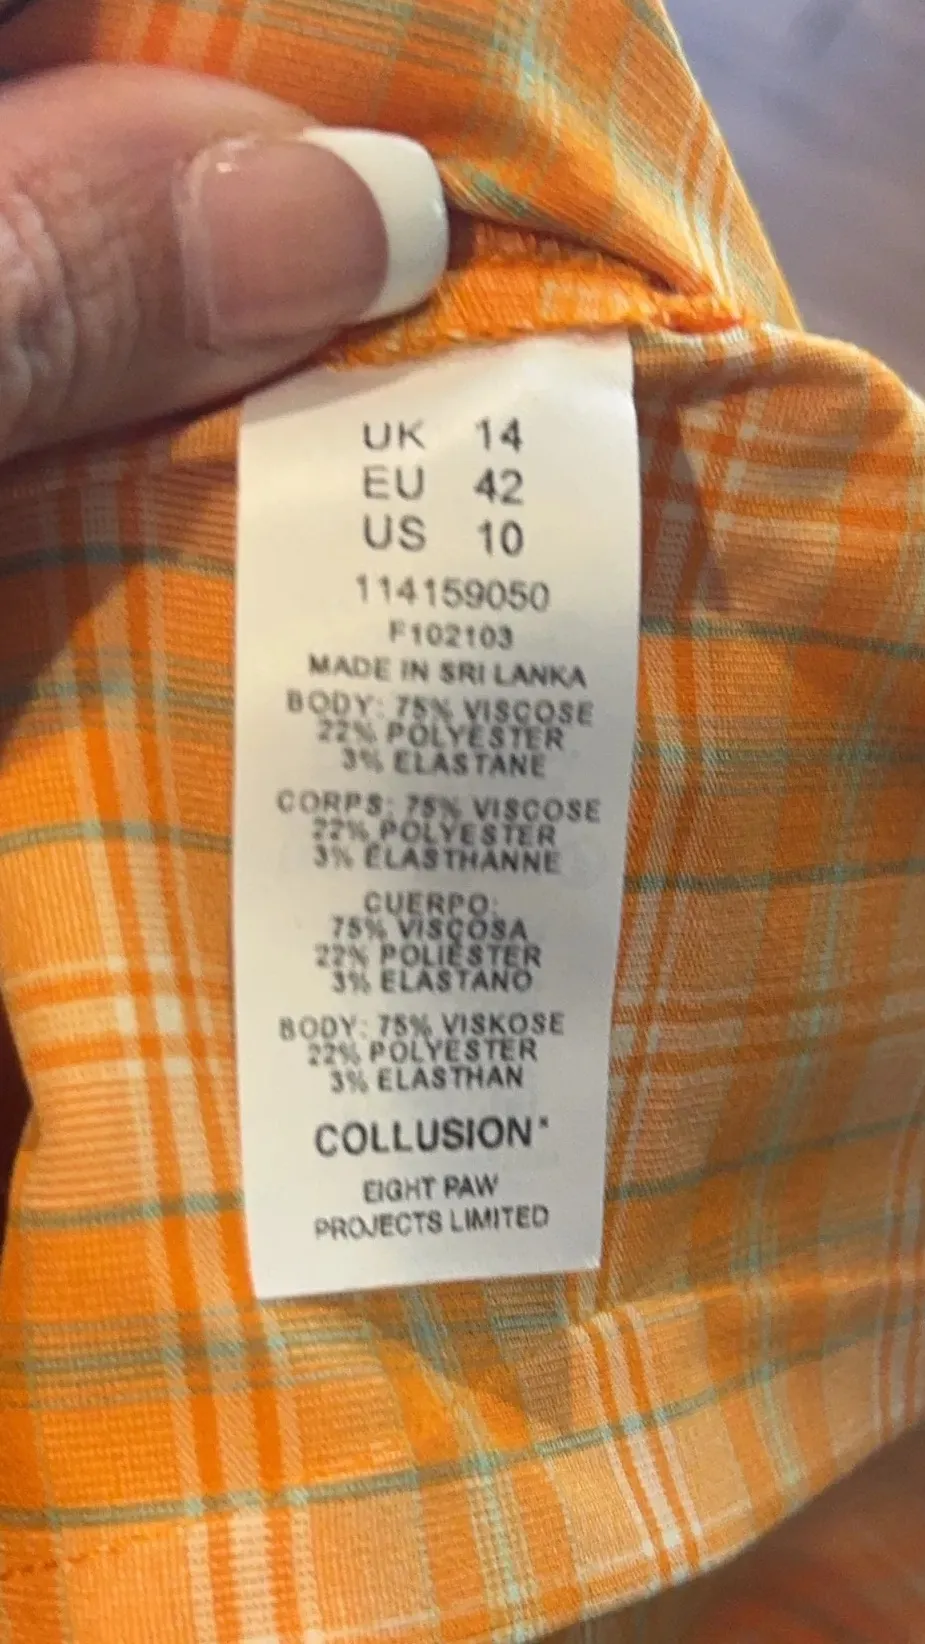 UK 14
EU 42
US 10
114159050
F102103
MADE IN SRI LANKA
BODY: 75% VISCOSE
22% POLYESTER
3% ELASTANE
CORPS: 75% VISCOSE
22% POLYESTER
3% ÉLASTHANNE
CUERPO:
75% VISCOSA
22% POLIÉSTER
3% ELASTANO
BODY: 75% VISKOSE
22% POLYESTER
3% ELASTHAN
COLLUSION
EIGHT PAW
PROJECTS LIMITED